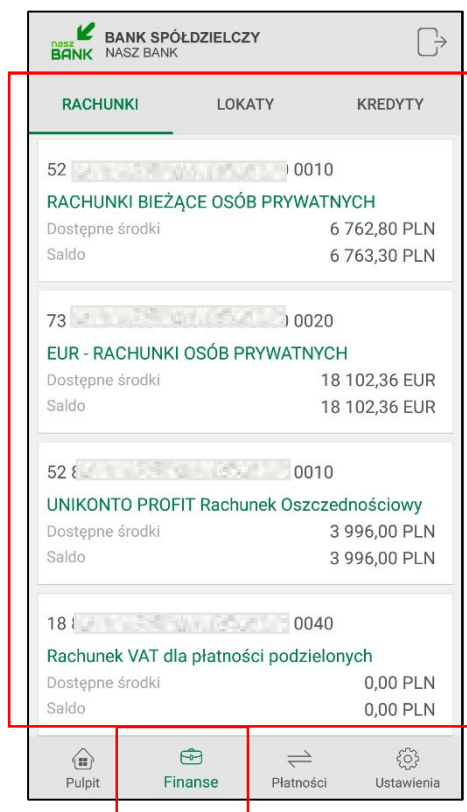 nasz BANK
BANK SPÓŁDZIELCZY
NASZ BANK
RACHUNKI LOKATY KREDYTY
52 0010
RACHUNKI BIEŻĄCE OSÓB PRYWATNYCH
Dostępne środki 6 762,80 PLN
Saldo 6 763,30 PLN
73 0020
EUR - RACHUNKI OSÓB PRYWATNYCH
Dostępne środki 18 102,36 EUR
Saldo 18 102,36 EUR
52 0010
UNIKONTO PROFIT Rachunek Oszczednościowy
Dostępne środki 3 996,00 PLN
Saldo 3 996,00 PLN
18 0040
Rachunek VAT dla płatności podzielonych
Dostępne środki 0,00 PLN
Saldo 0,00 PLN
Pulpit Finanse Płatności Ustawienia